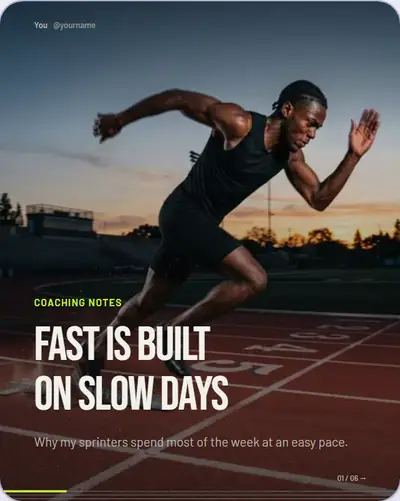 You @yourname
COACHING NOTES
FAST IS BUILT
ON SLOW DAYS
Why my sprinters spend most of the week at an easy pace.
01 / 06 →